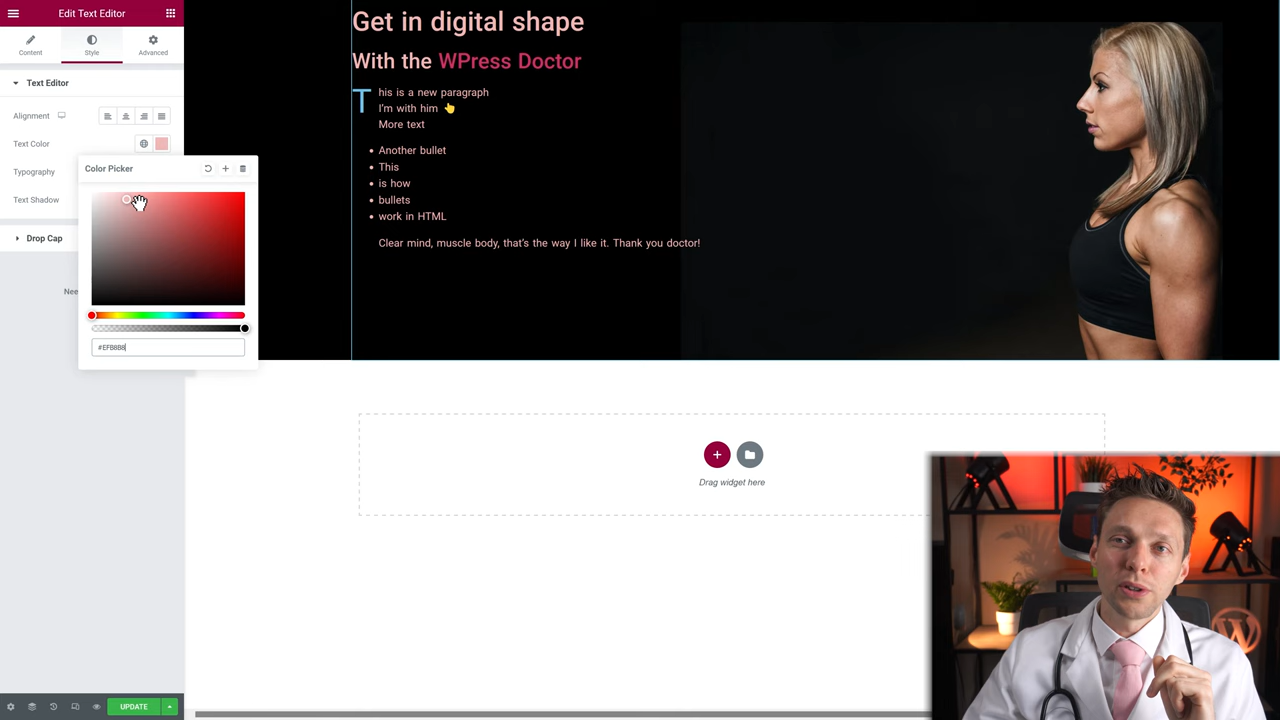 Edit Text Editor
Content
Style
Advanced
Text Editor
Alignment
Text Color
Color Picker
Typography
Text Shadow
Drop Cap
Nee
#EFB8B8
UPDATE
Get in digital shape
With the WPress Doctor
This is a new paragraph
I'm with him 👆
More text
Another bullet
This
is how
bullets
work in HTML
Clear mind, muscle body, that's the way I like it. Thank you doctor!
Drag widget here